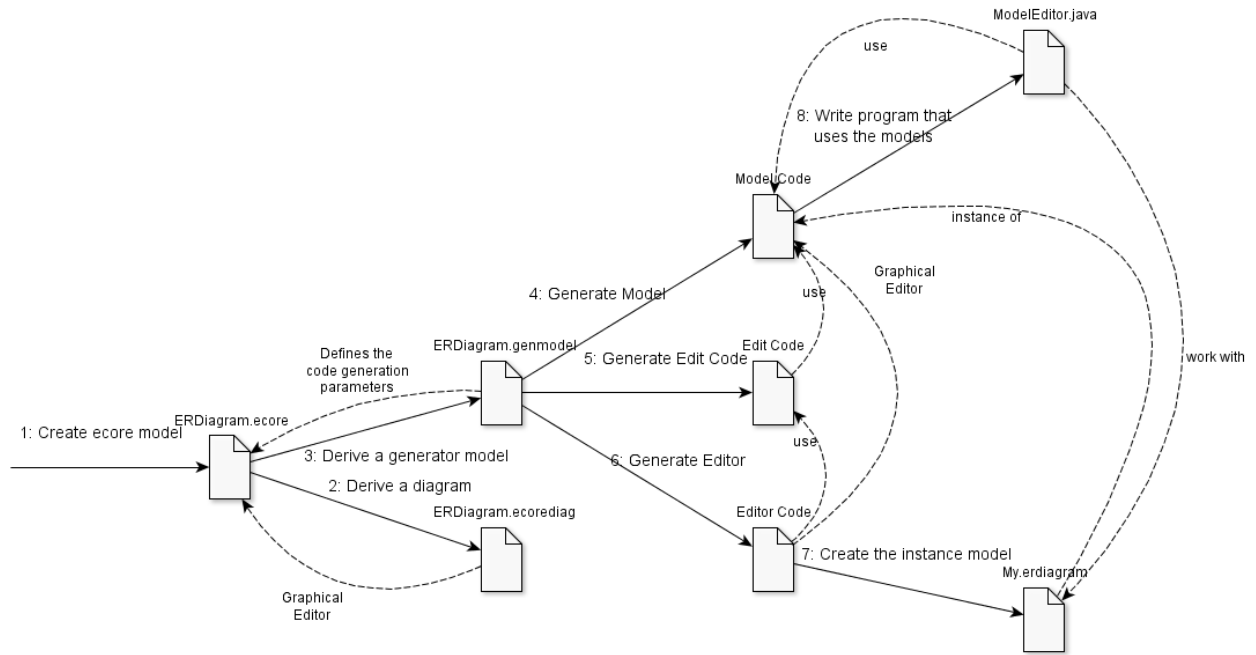 ModelEditor.java
use
8: Write program that
uses the models
Model Code
instance of
Graphical
Editor
use
4: Generate Model
ERDiagram.genmodel
5: Generate Edit Code
Edit Code
work with
Defines the
code generation
parameters
ERDiagram.ecore
1: Create ecore model
3: Derive a generator model
use
6: Generate Editor
2: Derive a diagram
ERDiagram.ecorediag
Editor Code
7: Create the instance model
My.erdiagram
Graphical
Editor